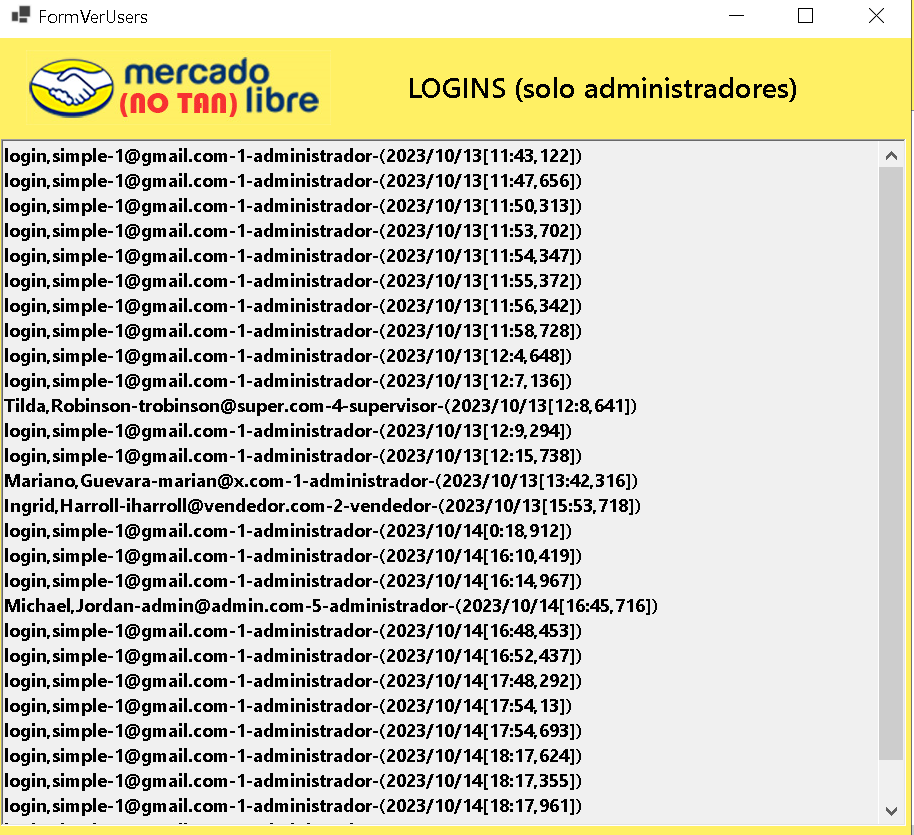 FormVerUsers
mercado
(NO TAN) libre
LOGINS (solo administradores)
login,simple-1@gmail.com-1-administrador-(2023/10/13[11:43,122])
login,simple-1@gmail.com-1-administrador-(2023/10/13[11:47,656])
login,simple-1@gmail.com-1-administrador-(2023/10/13[11:50,313])
login,simple-1@gmail.com-1-administrador-(2023/10/13[11:53,702])
login,simple-1@gmail.com-1-administrador-(2023/10/13[11:54,347])
login,simple-1@gmail.com-1-administrador-(2023/10/13[11:55,372])
login,simple-1@gmail.com-1-administrador-(2023/10/13[11:56,342])
login,simple-1@gmail.com-1-administrador-(2023/10/13[11:58,728])
login,simple-1@gmail.com-1-administrador-(2023/10/13[12:4,648])
login,simple-1@gmail.com-1-administrador-(2023/10/13[12:7,136])
Tilda,Robinson-trobinson@super.com-4-supervisor-(2023/10/13[12:8,641])
login,simple-1@gmail.com-1-administrador-(2023/10/13[12:9,294])
login,simple-1@gmail.com-1-administrador-(2023/10/13[12:15,738])
Mariano,Guevara-marian@x.com-1-administrador-(2023/10/13[13:42,316])
Ingrid,Harroll-iharroll@vendedor.com-2-vendedor-(2023/10/13[15:53,718])
login,simple-1@gmail.com-1-administrador-(2023/10/14[0:18,912])
login,simple-1@gmail.com-1-administrador-(2023/10/14[16:10,419])
login,simple-1@gmail.com-1-administrador-(2023/10/14[16:14,967])
Michael,Jordan-admin@admin.com-5-administrador-(2023/10/14[16:45,716])
login,simple-1@gmail.com-1-administrador-(2023/10/14[16:48,453])
login,simple-1@gmail.com-1-administrador-(2023/10/14[16:52,437])
login,simple-1@gmail.com-1-administrador-(2023/10/14[17:48,292])
login,simple-1@gmail.com-1-administrador-(2023/10/14[17:54,13])
login,simple-1@gmail.com-1-administrador-(2023/10/14[17:54,693])
login,simple-1@gmail.com-1-administrador-(2023/10/14[18:17,624])
login,simple-1@gmail.com-1-administrador-(2023/10/14[18:17,355])
login,simple-1@gmail.com-1-administrador-(2023/10/14[18:17,961])